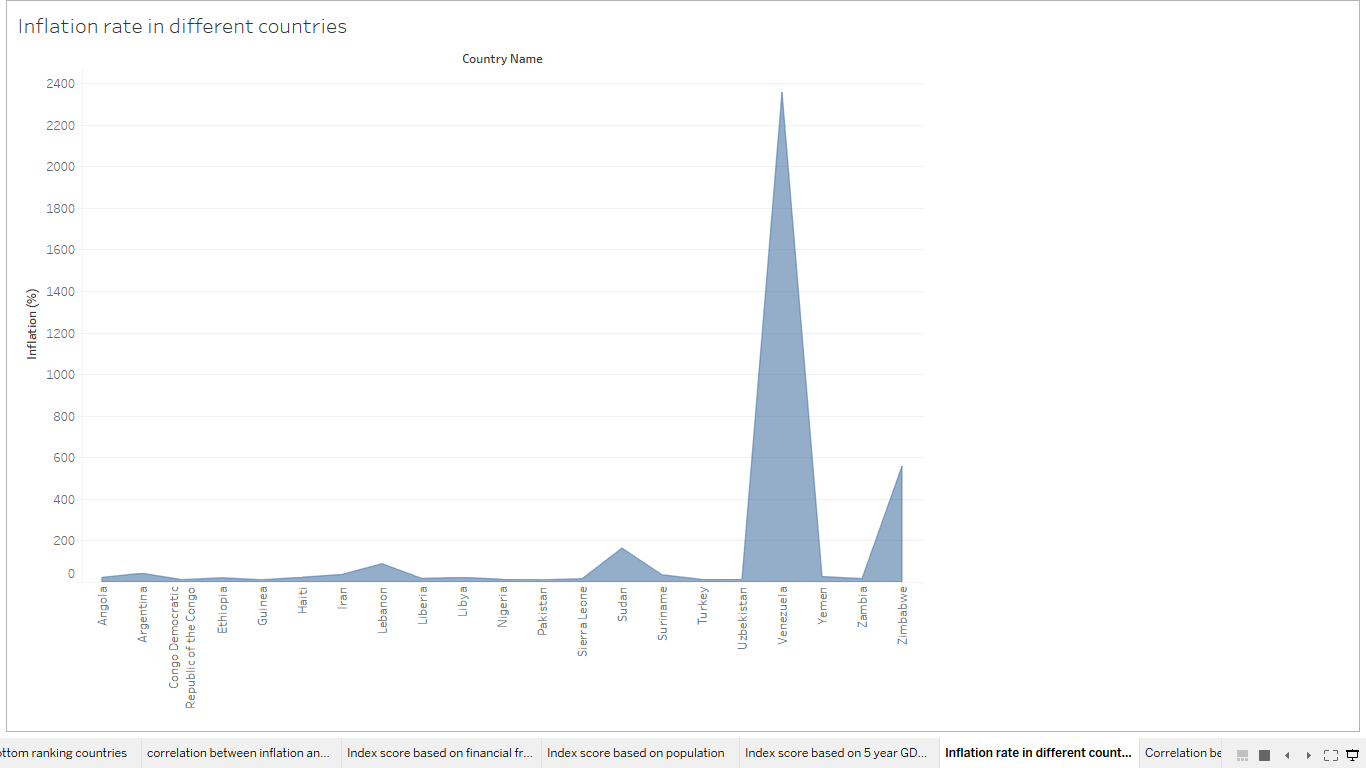 Inflation rate in different countries
Country Name
Inflation (%)
2400
2200
2000
1800
1600
1400
1200
1000
800
600
400
200
0
Angola
Argentina
Congo Democratic
Republic of the Congo
Ethiopia
Guinea
Haiti
Iran
Lebanon
Liberia
Libya
Nigeria
Pakistan
Sierra Leone
Sudan
Suriname
Turkey
Uzbekistan
Venezuela
Yemen
Zambia
Zimbabwe
ottom ranking countries
correlation between inflation an...
Index score based on financial fr...
Index score based on population
Index score based on 5 year GD...
Inflation rate in different count...
Correlation be